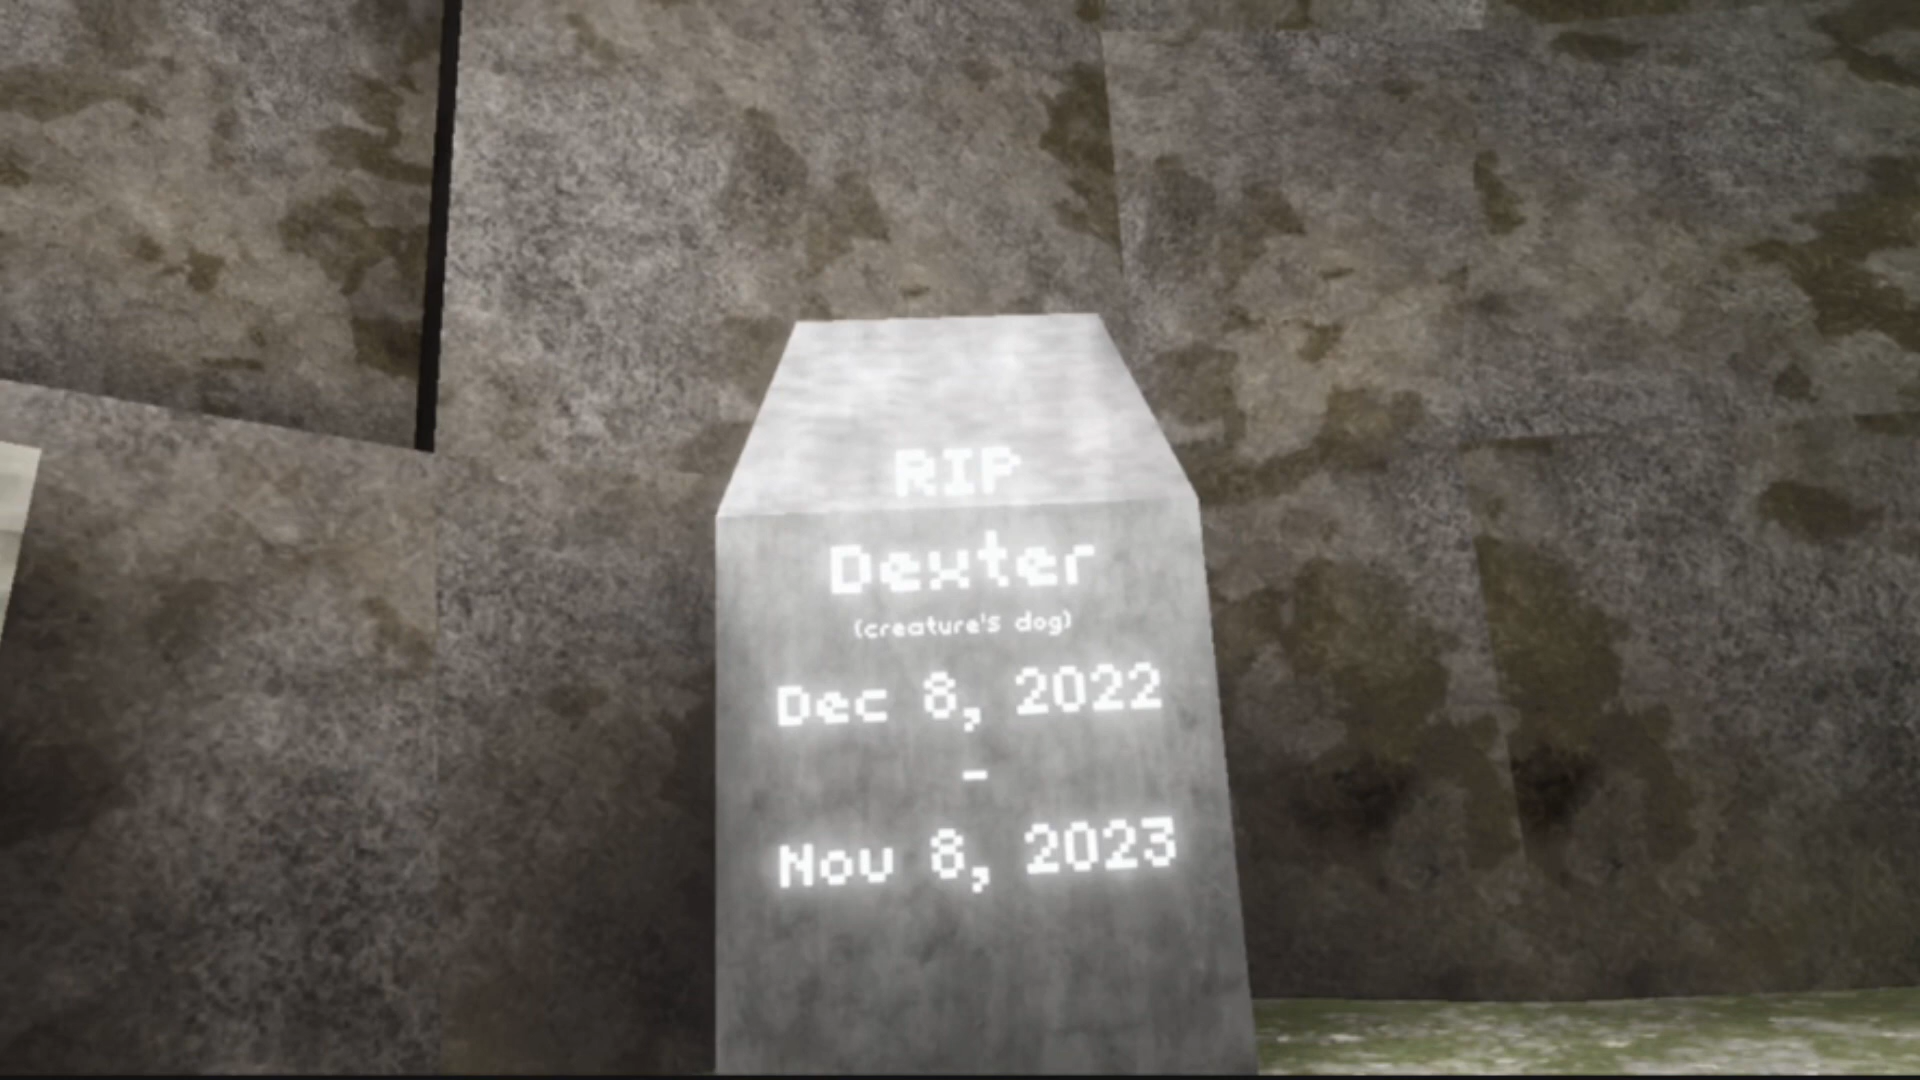 RIP
Dexter
(creature's dog)
Dec 8, 2022
-
Nov 8, 2023